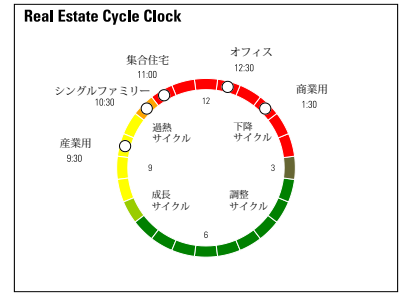 Real Estate Cycle Clock
オフィス
12:30
集合住宅
11:00
シングルファミリー
10:30
商業用
1:30
産業用
9:30
12
過熱
サイクル
下降
サイクル
9
3
成長
サイクル
調整
サイクル
6